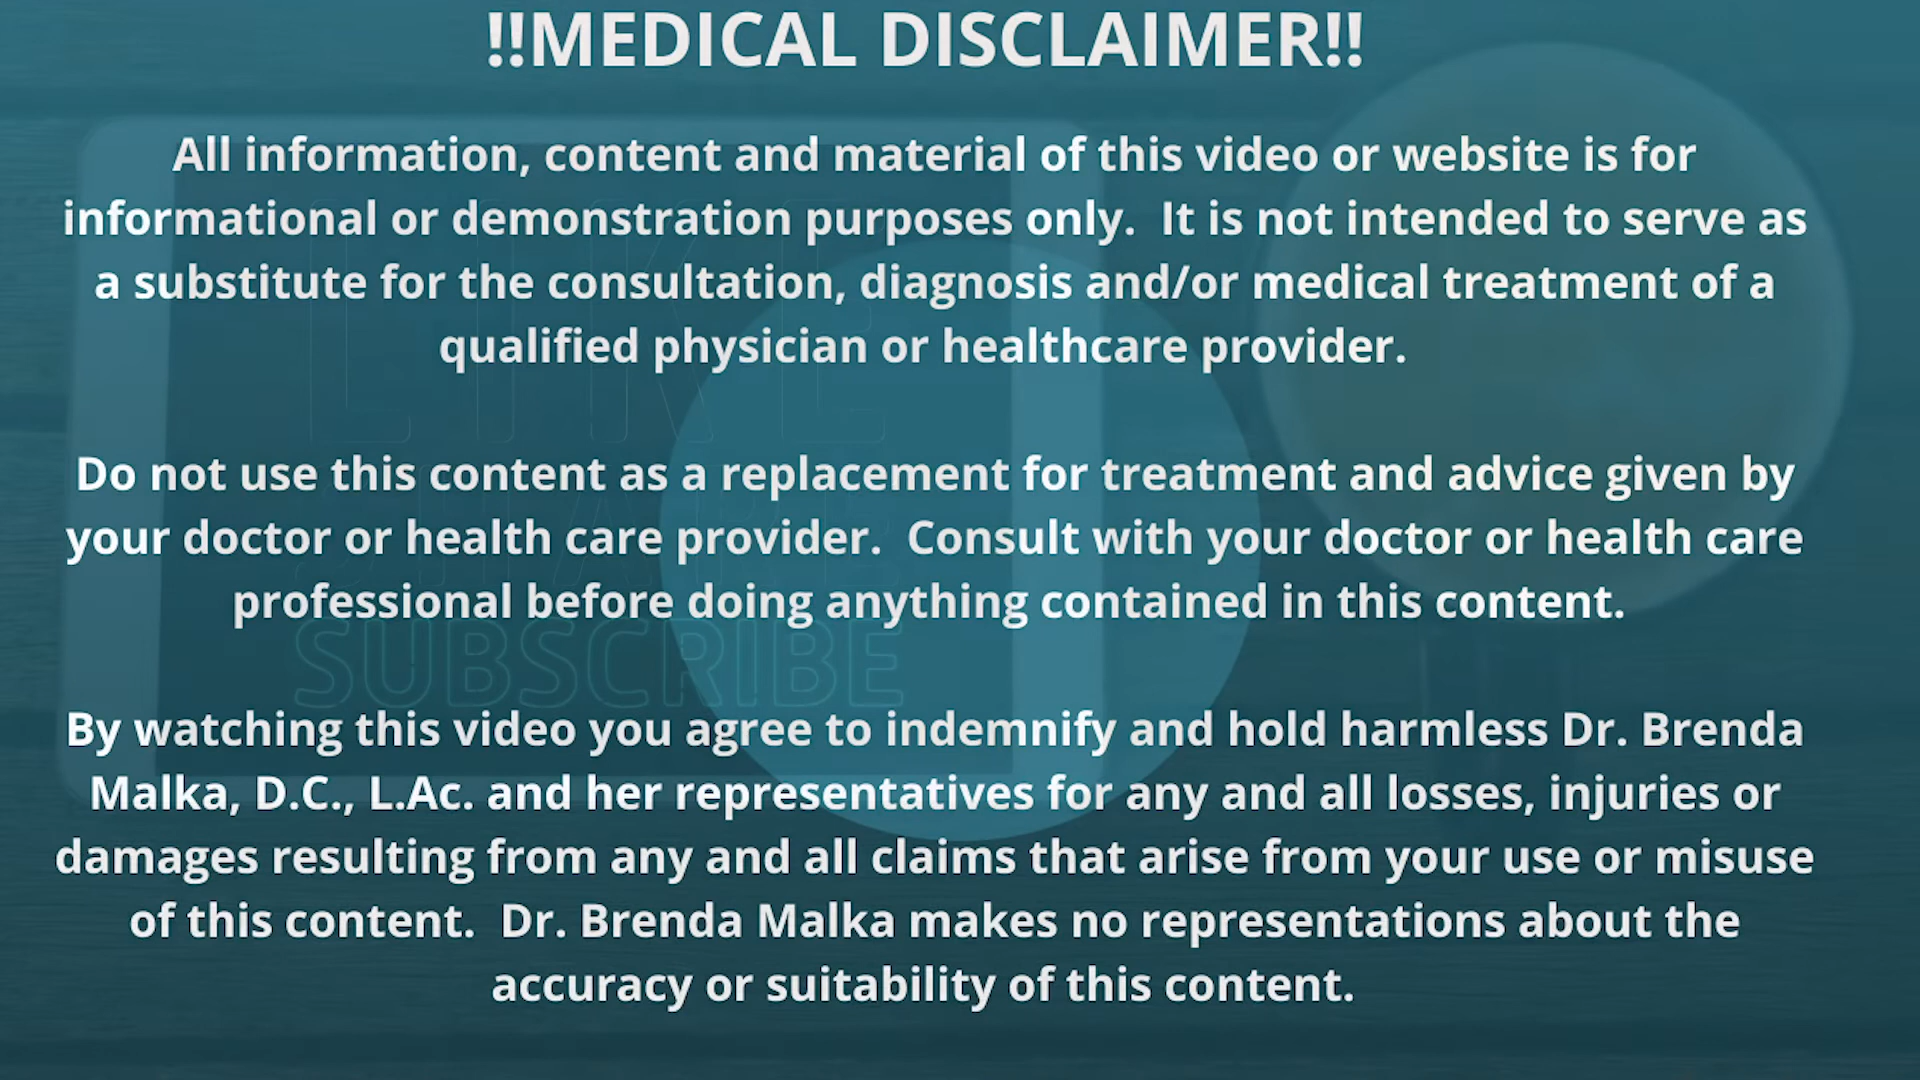 !!MEDICAL DISCLAIMER!!
All information, content and material of this video or website is for
informational or demonstration purposes only.  It is not intended to serve as
a substitute for the consultation, diagnosis and/or medical treatment of a
qualified physician or healthcare provider.
Do not use this content as a replacement for treatment and advice given by
your doctor or health care provider.  Consult with your doctor or health care
professional before doing anything contained in this content.
By watching this video you agree to indemnify and hold harmless Dr. Brenda
Malka, D.C., L.Ac. and her representatives for any and all losses, injuries or
damages resulting from any and all claims that arise from your use or misuse
of this content.  Dr. Brenda Malka makes no representations about the
accuracy or suitability of this content.
LIKE
SHARE
SUBSCRIBE